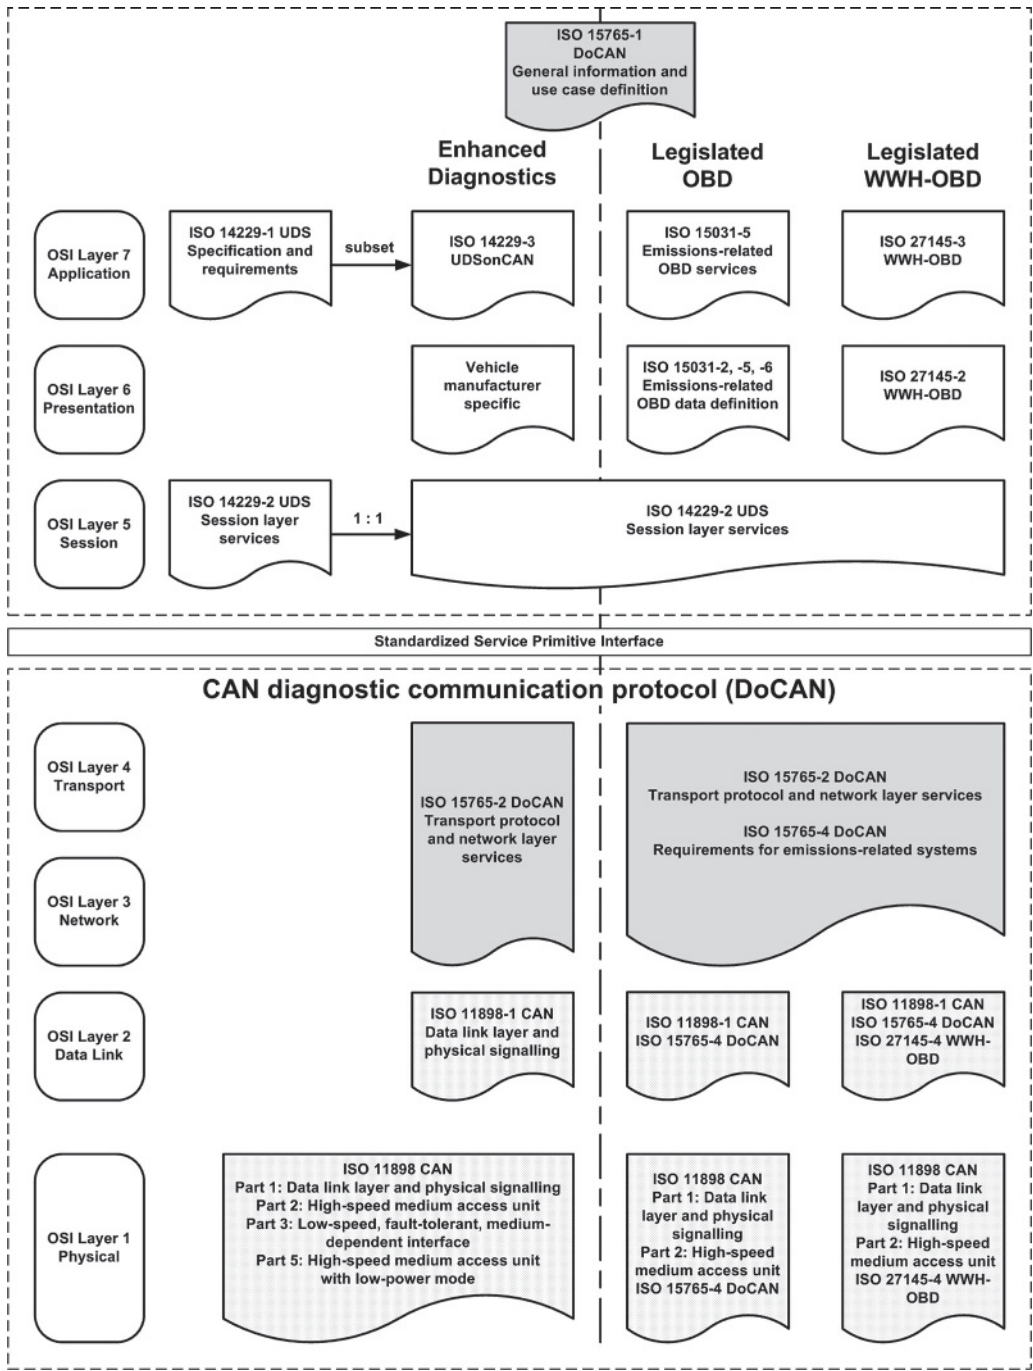 ISO 15765-1
DoCAN
General information and
use case definition
Enhanced
Diagnostics
Legislated
OBD
Legislated
WWH-OBD
OSI Layer 7
Application
ISO 14229-1 UDS
Specification and
requirements
subset
ISO 14229-3
UDSonCAN
ISO 15031-5
Emissions-related
OBD services
ISO 27145-3
WWH-OBD
OSI Layer 6
Presentation
Vehicle
manufacturer
specific
ISO 15031-2, -5, -6
Emissions-related
OBD data definition
ISO 27145-2
WWH-OBD
OSI Layer 5
Session
ISO 14229-2 UDS
Session layer
services
1 : 1
ISO 14229-2 UDS
Session layer services
Standardized Service Primitive Interface
CAN diagnostic communication protocol (DoCAN)
OSI Layer 4
Transport
ISO 15765-2 DoCAN
Transport protocol
and network layer
services
ISO 15765-2 DoCAN
Transport protocol and network layer services
ISO 15765-4 DoCAN
Requirements for emissions-related systems
OSI Layer 3
Network
OSI Layer 2
Data Link
ISO 11898-1 CAN
Data link layer and
physical signalling
ISO 11898-1 CAN
ISO 15765-4 DoCAN
ISO 11898-1 CAN
ISO 15765-4 DoCAN
ISO 27145-4 WWH-
OBD
OSI Layer 1
Physical
ISO 11898 CAN
Part 1: Data link layer and physical signalling
Part 2: High-speed medium access unit
Part 3: Low-speed, fault-tolerant, medium-
dependent interface
Part 5: High-speed medium access unit
with low-power mode
ISO 11898 CAN
Part 1: Data link
layer and physical
signalling
Part 2: High-speed
medium access unit
ISO 15765-4 DoCAN
ISO 11898 CAN
Part 1: Data link
layer and physical
signalling
Part 2: High-speed
medium access unit
ISO 27145-4 WWH-
OBD